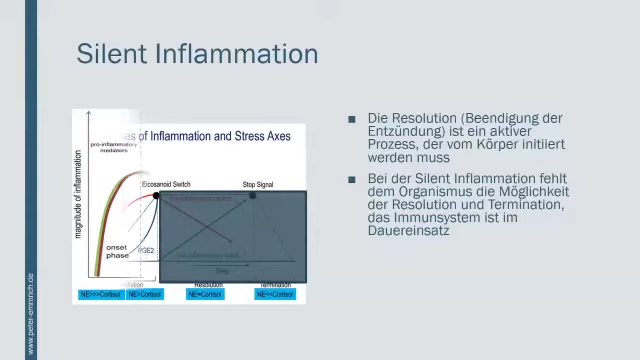 Silent Inflammation
es of Inflammation and Stress Axes
pro-inflammatory
mediators
magnitude of inflammation
Eicosanoid Switch
Stop Signal
onset
phase
PGE2
Time
Resolution
Termination
NE>>>Cortisol
NE>Cortisol
NE≈Cortisol
NE<<Cortisol
■ Die Resolution (Beendigung der
Entzündung) ist ein aktiver
Prozess, der vom Körper initiiert
werden muss
■ Bei der Silent Inflammation fehlt
dem Organismus die Möglichkeit
der Resolution und Termination,
das Immunsystem ist im
Dauereinsatz
www.peter-emmrich.de